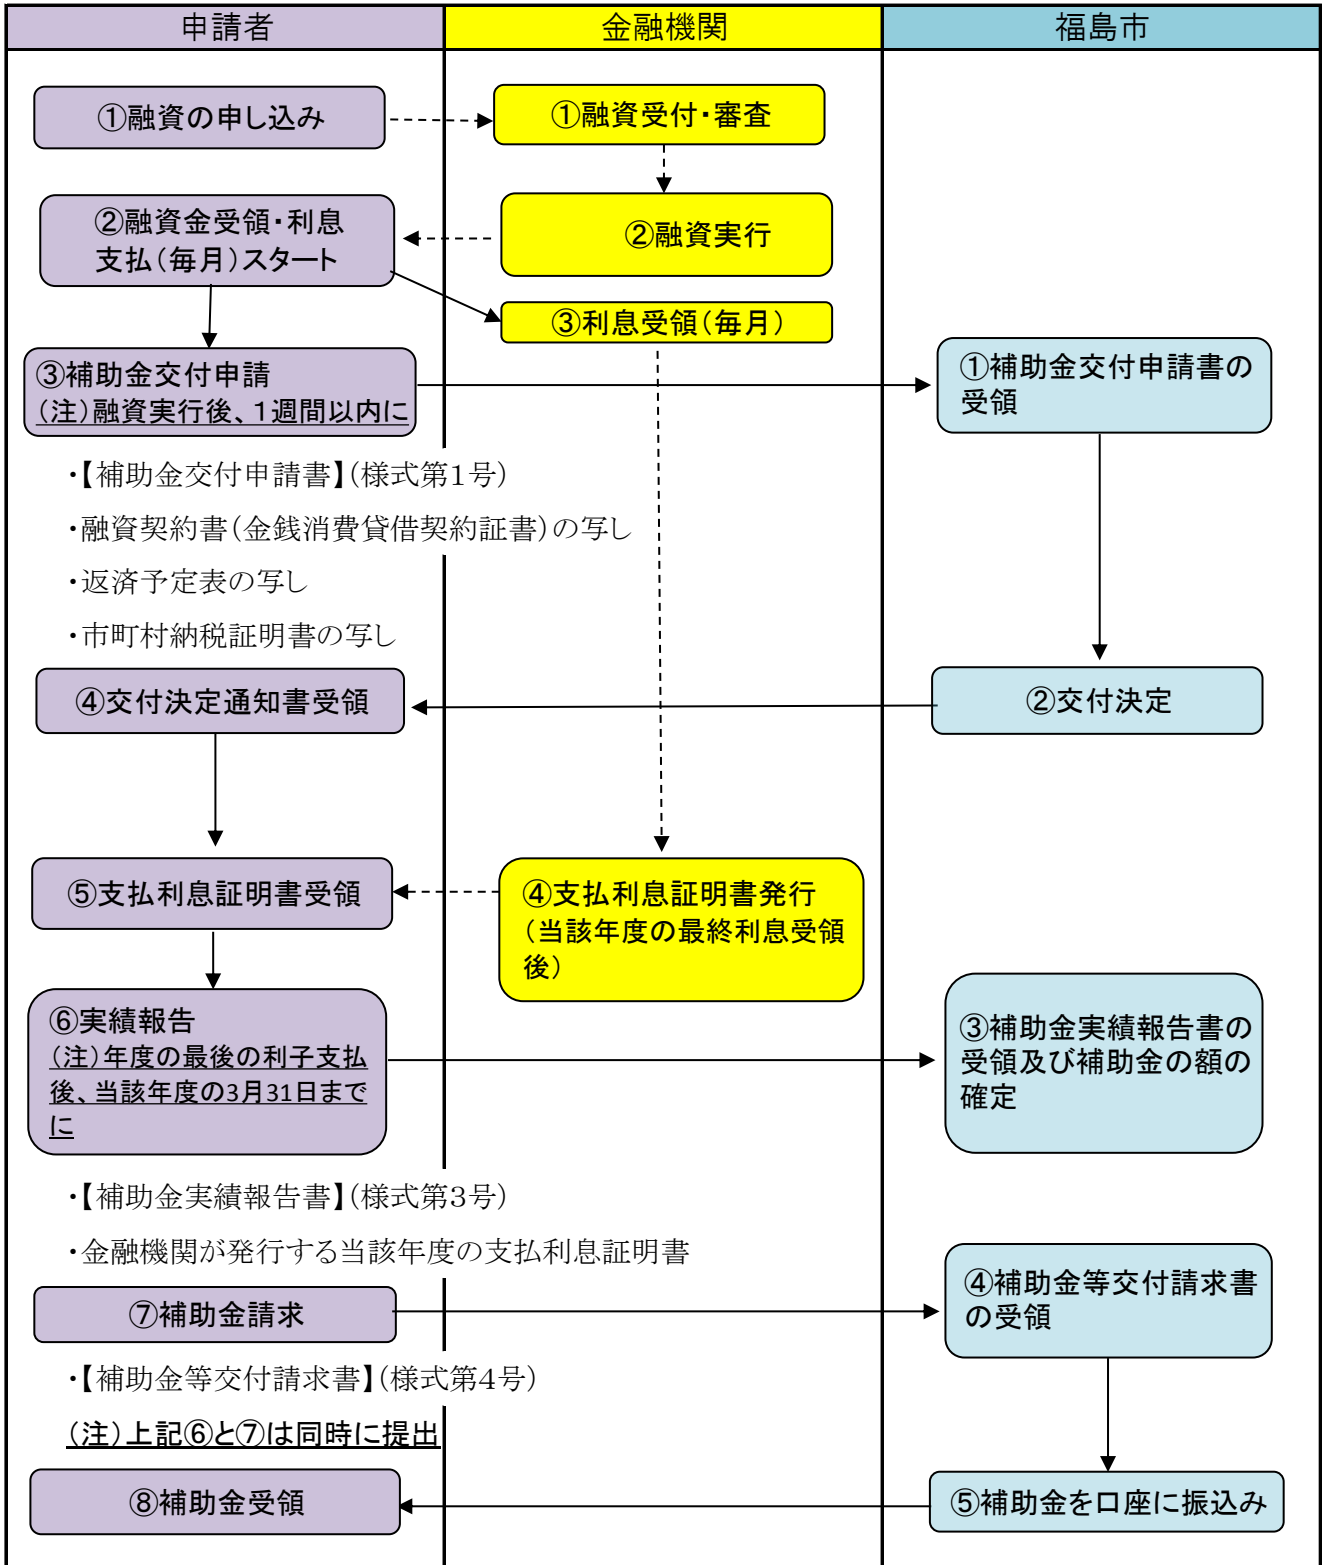 申請者
金融機関
福島市
①融資の申し込み
①融資受付・審査
②融資金受領・利息
支払（毎月）スタート
②融資実行
③利息受領（毎月）
③補助金交付申請
（注）融資実行後、１週間以内に
①補助金交付申請書の
受領
・【補助金交付申請書】（様式第１号）
・融資契約書（金銭消費貸借契約証書）の写し
・返済予定表の写し
・市町村納税証明書の写し
④交付決定通知書受領
②交付決定
⑤支払利息証明書受領
④支払利息証明書発行
（当該年度の最終利息受領
後）
⑥実績報告
（注）年度の最後の利子支払
後、当該年度の3月31日まで
に
③補助金実績報告書の
受領及び補助金の額の
確定
・【補助金実績報告書】（様式第３号）
・金融機関が発行する当該年度の支払利息証明書
⑦補助金請求
④補助金等交付請求書
の受領
・【補助金等交付請求書】（様式第４号）
（注）上記⑥と⑦は同時に提出
⑧補助金受領
⑤補助金を口座に振込み